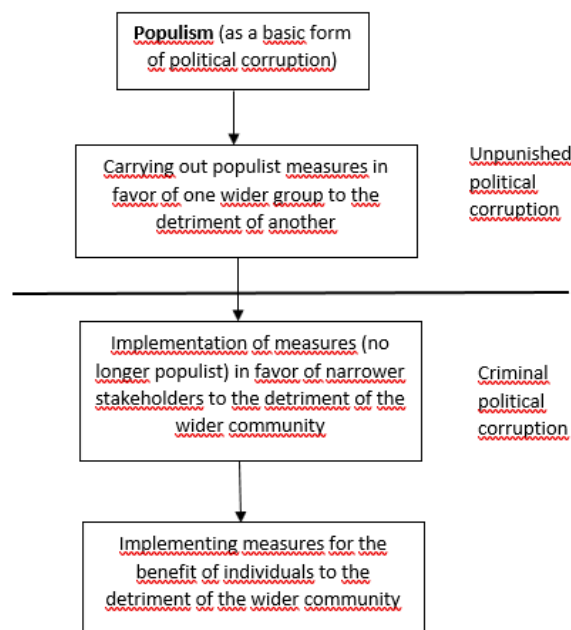 Populism (as a basic form
of political corruption)
Carrying out populist measures in
favor of one wider group to the
detriment of another
Unpunished
political
corruption
Implementation of measures (no
longer populist) in favor of narrower
stakeholders to the detriment of the
wider community
Criminal
political
corruption
Implementing measures for the
benefit of individuals to the
detriment of the wider community